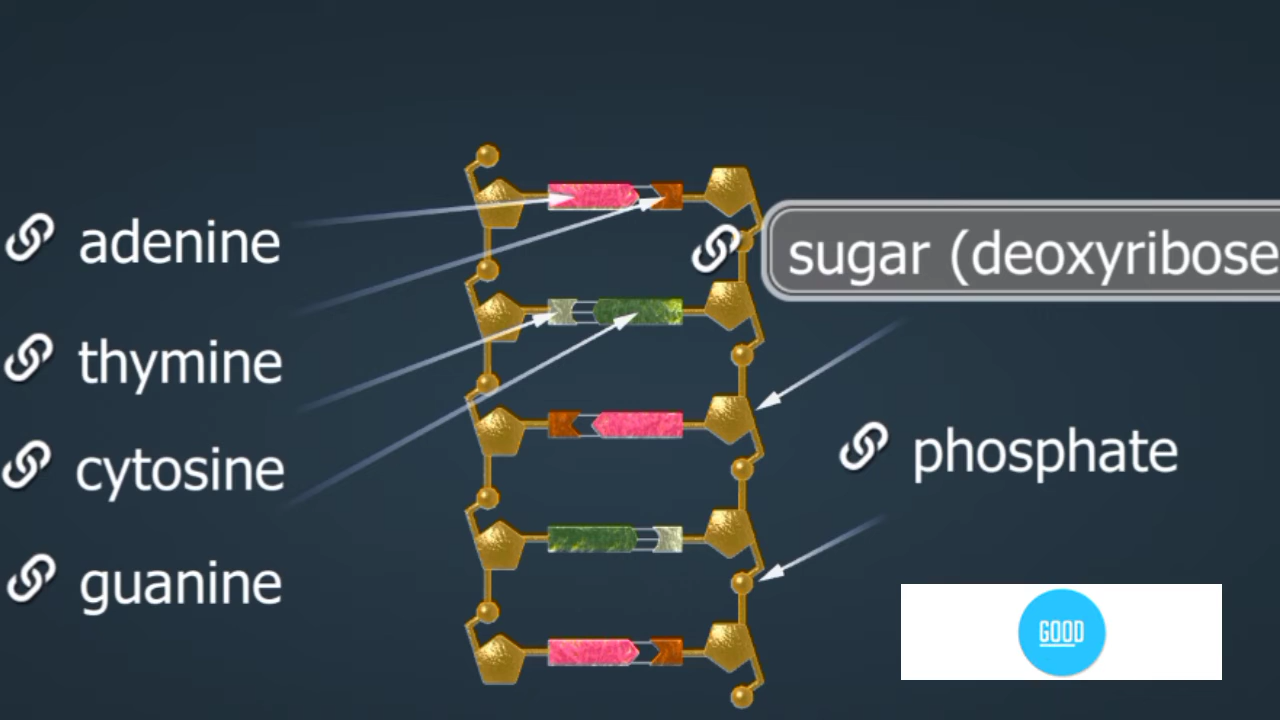 adenine
thymine
cytosine
guanine
sugar (deoxyribose
phosphate
GOOD